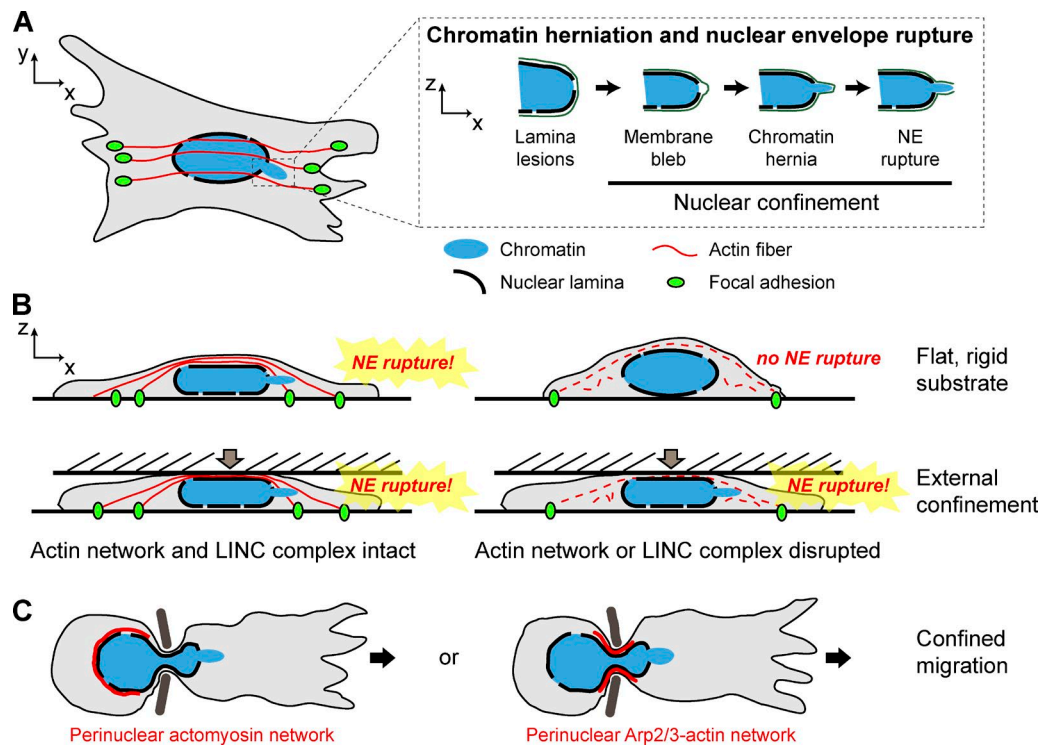 A
y
x
Chromatin herniation and nuclear envelope rupture
z
x
Lamina
lesions
Membrane
bleb
Chromatin
hernia
NE
rupture
Nuclear confinement
Chromatin
Actin fiber
Nuclear lamina
Focal adhesion
B
z
x
NE rupture!
no NE rupture
Flat, rigid
substrate
NE rupture!
NE rupture!
External
confinement
Actin network and LINC complex intact
Actin network or LINC complex disrupted
C
or
Confined
migration
Perinuclear actomyosin network
Perinuclear Arp2/3-actin network